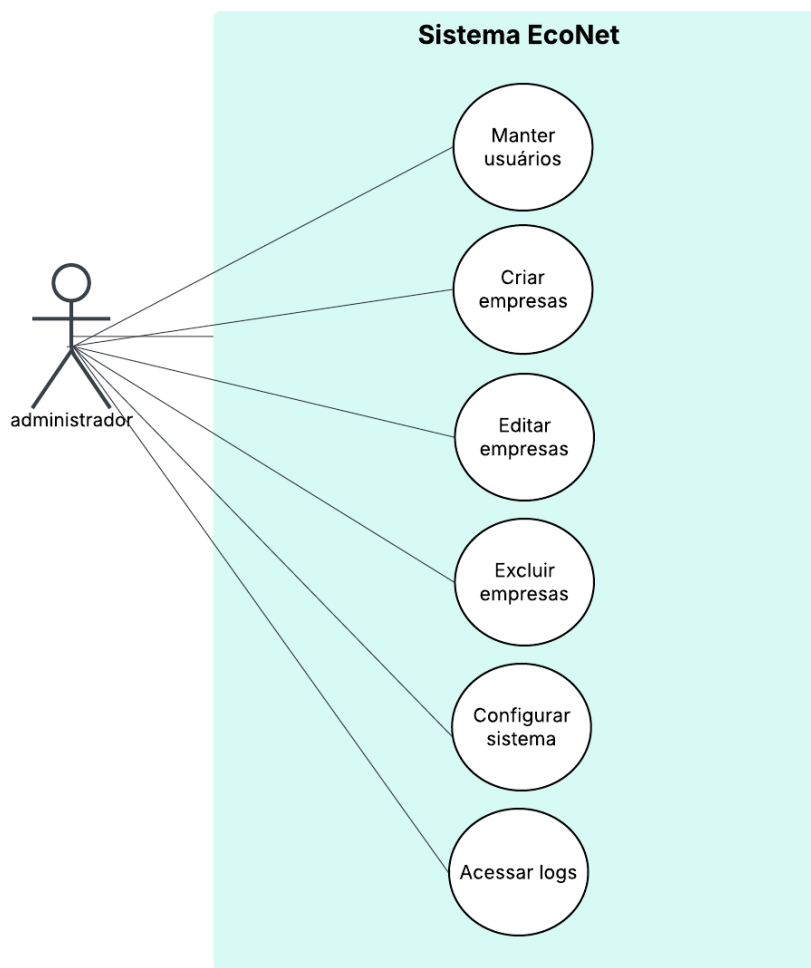 Sistema EcoNet
Manter
usuários
Criar
empresas
administrador
Editar
empresas
Excluir
empresas
Configurar
sistema
Acessar logs